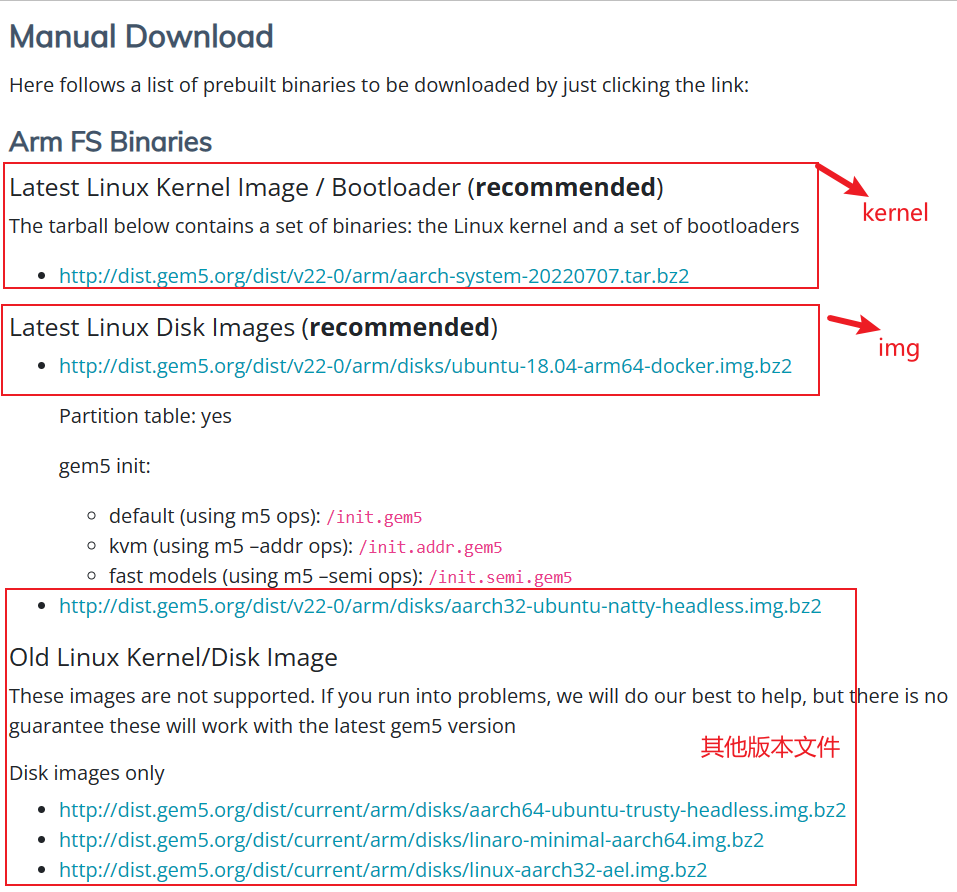 Manual Download
Here follows a list of prebuilt binaries to be downloaded by just clicking the link:
Arm FS Binaries
Latest Linux Kernel Image / Bootloader (recommended)
kernel
The tarball below contains a set of binaries: the Linux kernel and a set of bootloaders
http://dist.gem5.org/dist/v22-0/arm/aarch-system-20220707.tar.bz2
Latest Linux Disk Images (recommended)
img
http://dist.gem5.org/dist/v22-0/arm/disks/ubuntu-18.04-arm64-docker.img.bz2
Partition table: yes
gem5 init:
default (using m5 ops): /init.gem5
kvm (using m5 –addr ops): /init.addr.gem5
fast models (using m5 –semi ops): /init.semi.gem5
http://dist.gem5.org/dist/v22-0/arm/disks/aarch32-ubuntu-natty-headless.img.bz2
Old Linux Kernel/Disk Image
These images are not supported. If you run into problems, we will do our best to help, but there is no
guarantee these will work with the latest gem5 version
其他版本文件
Disk images only
http://dist.gem5.org/dist/current/arm/disks/aarch64-ubuntu-trusty-headless.img.bz2
http://dist.gem5.org/dist/current/arm/disks/linaro-minimal-aarch64.img.bz2
http://dist.gem5.org/dist/current/arm/disks/linux-aarch32-ael.img.bz2